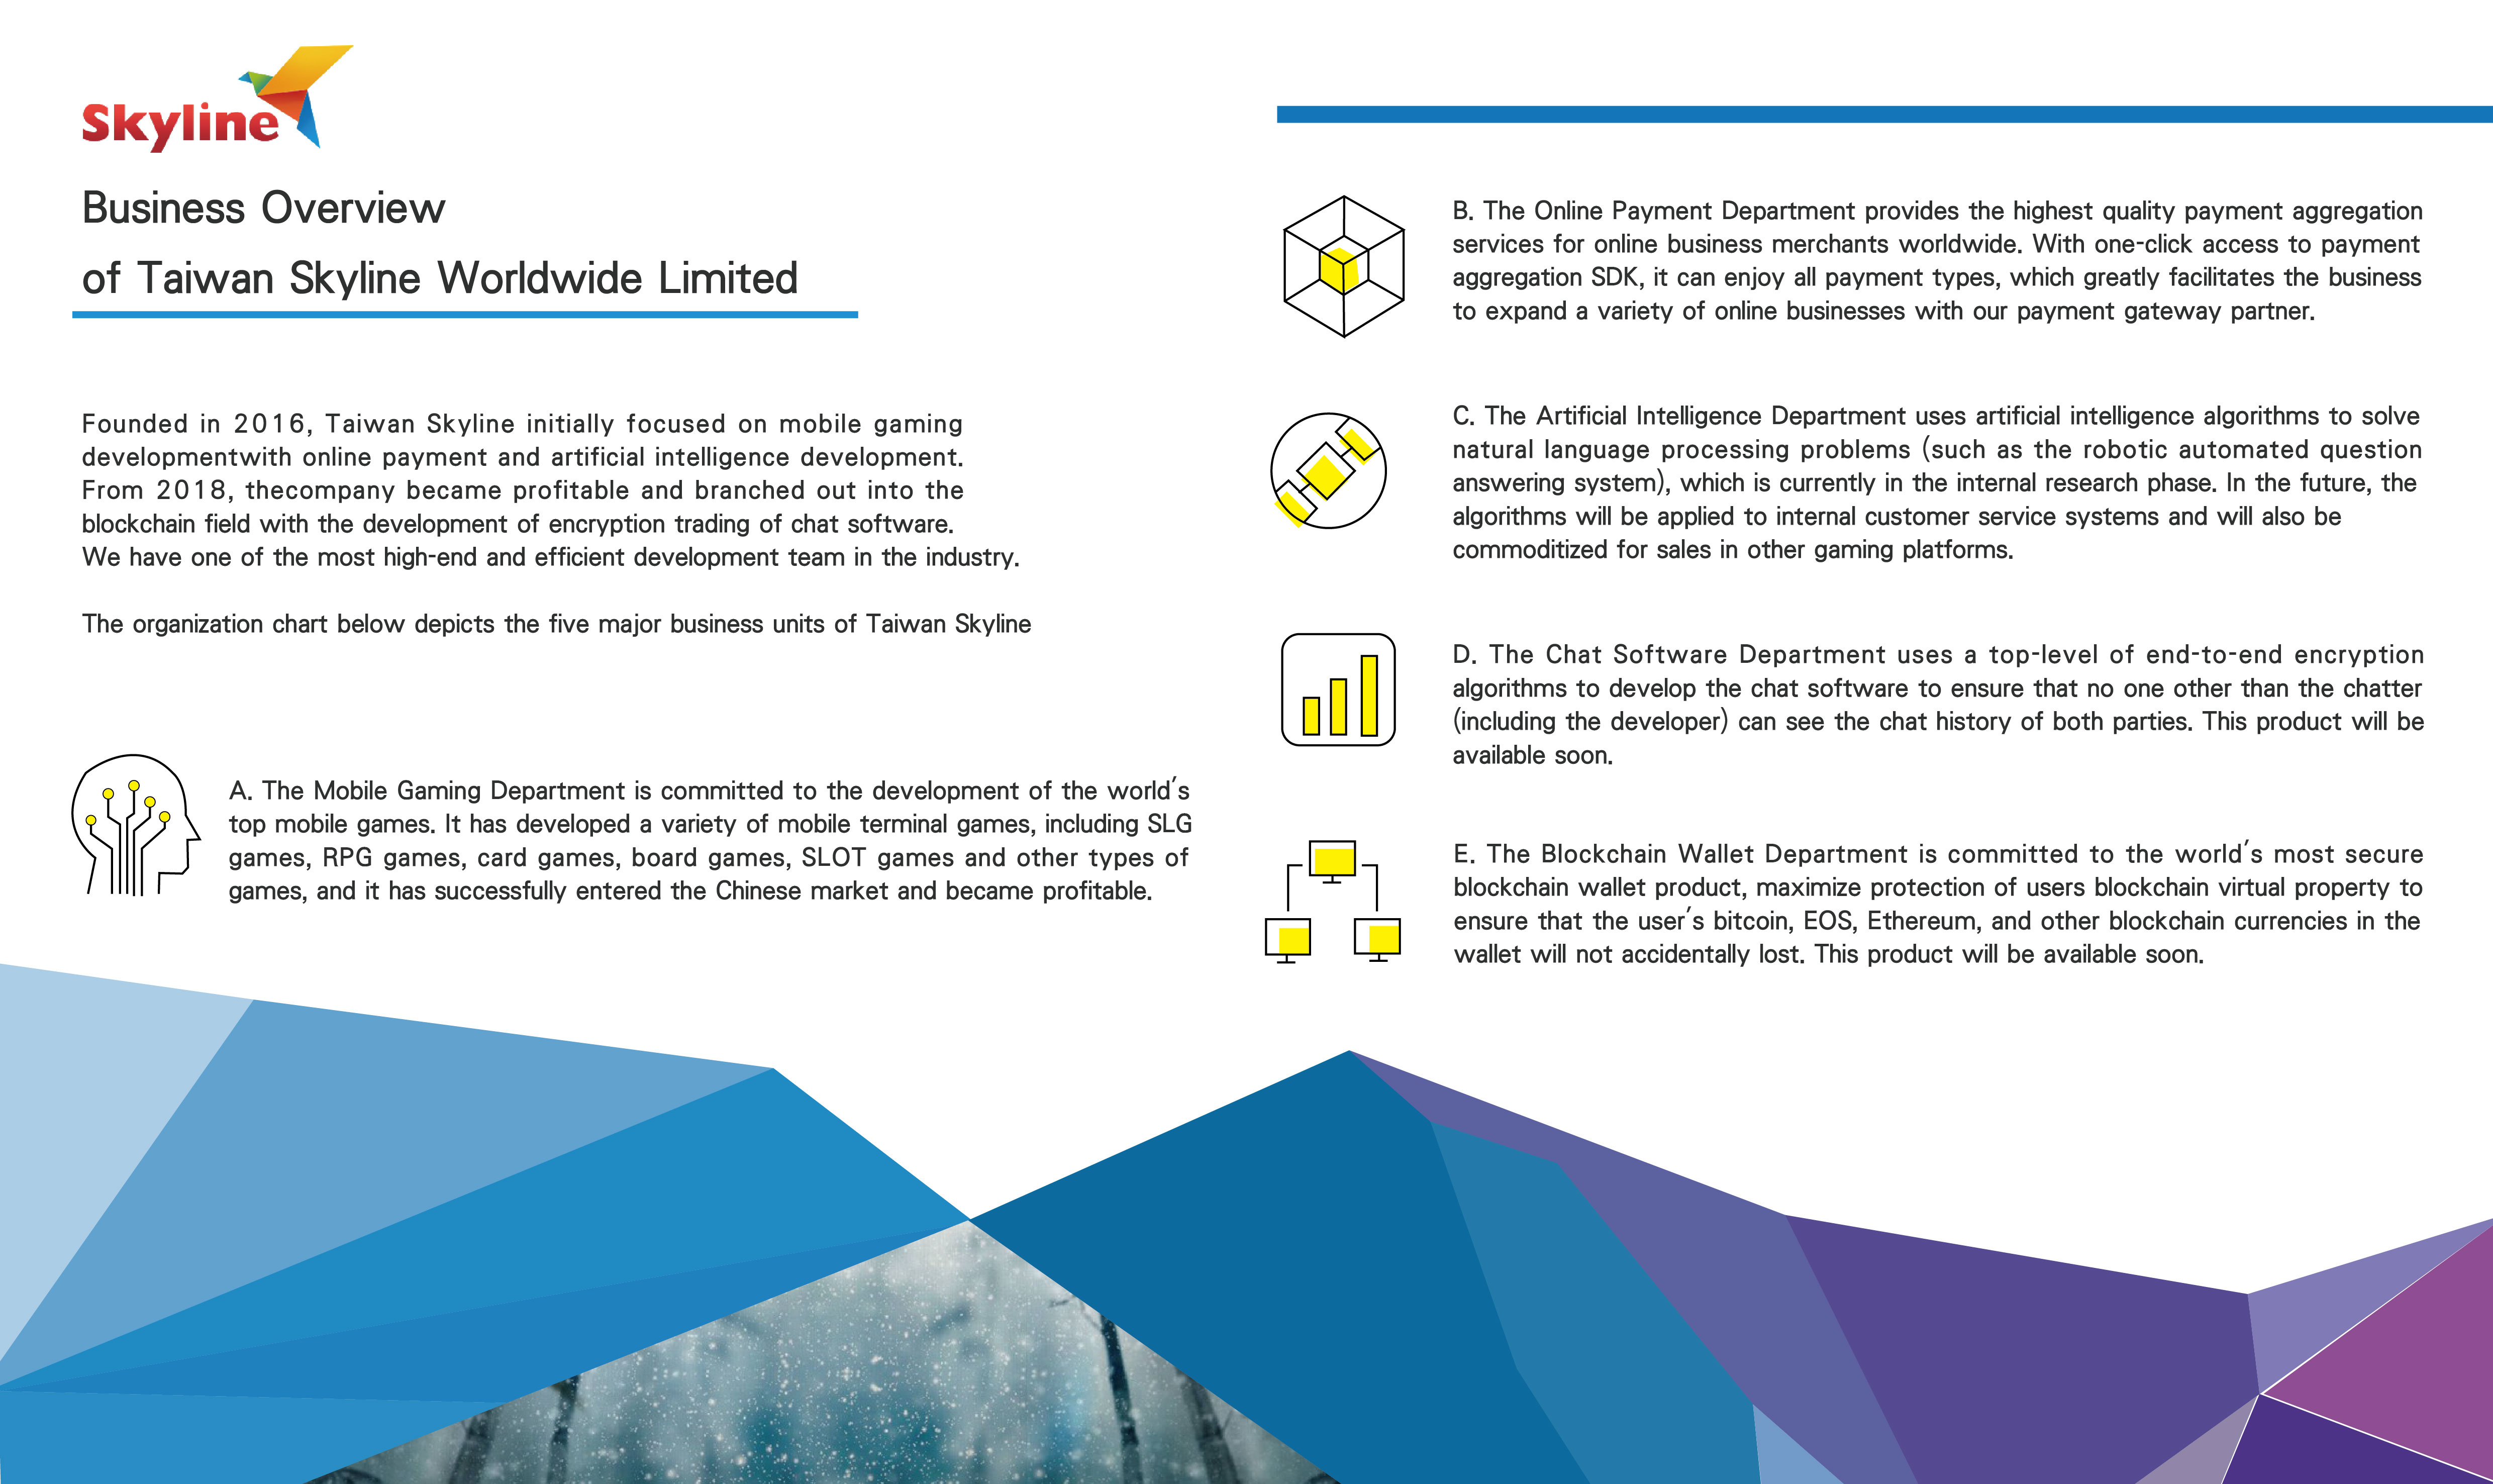 Skyline
Business Overview
of Taiwan Skyline Worldwide Limited
Founded in 2016, Taiwan Skyline initially focused on mobile gaming
developmentwith online payment and artificial intelligence development.
From 2018, thecompany became profitable and branched out into the
blockchain field with the development of encryption trading of chat software.
We have one of the most high-end and efficient development team in the industry.
The organization chart below depicts the five major business units of Taiwan Skyline
A. The Mobile Gaming Department is committed to the development of the world's
top mobile games. It has developed a variety of mobile terminal games, including SLG
games, RPG games, card games, board games, SLOT games and other types of
games, and it has successfully entered the Chinese market and became profitable.
B. The Online Payment Department provides the highest quality payment aggregation
services for online business merchants worldwide. With one-click access to payment
aggregation SDK, it can enjoy all payment types, which greatly facilitates the business
to expand a variety of online businesses with our payment gateway partner.
C. The Artificial Intelligence Department uses artificial intelligence algorithms to solve
natural language processing problems (such as the robotic automated question
answering system), which is currently in the internal research phase. In the future, the
algorithms will be applied to internal customer service systems and will also be
commoditized for sales in other gaming platforms.
D. The Chat Software Department uses a top-level of end-to-end encryption
algorithms to develop the chat software to ensure that no one other than the chatter
(including the developer) can see the chat history of both parties. This product will be
available soon.
E. The Blockchain Wallet Department is committed to the world's most secure
blockchain wallet product, maximize protection of users blockchain virtual property to
ensure that the user's bitcoin, EOS, Ethereum, and other blockchain currencies in the
wallet will not accidentally lost. This product will be available soon.